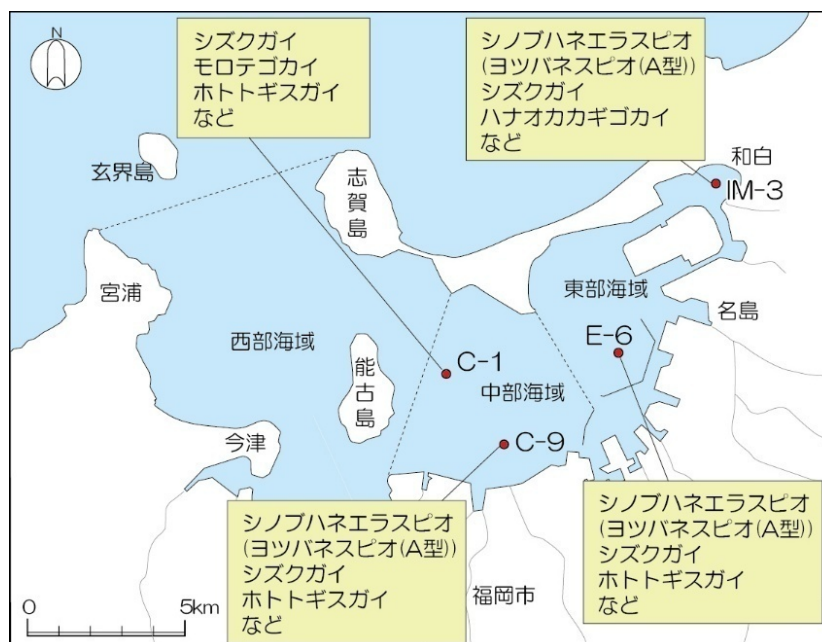 シズクガイ
モロテゴカイ
ホトトギスガイ
など
シノブハネエラスピオ
(ヨツバネスピオ(A型))
シズクガイ
ハナオカカギゴカイ
など
N
玄界島
志賀島
和白
IM-3
宮浦
東部海域
名島
西部海域
能古島
C-1
E-6
中部海域
今津
C-9
シノブハネエラスピオ
(ヨツバネスピオ(A型))
シズクガイ
ホトトギスガイ
など
シノブハネエラスピオ
(ヨツバネスピオ(A型))
シズクガイ
ホトトギスガイ
など
福岡市
0 5km